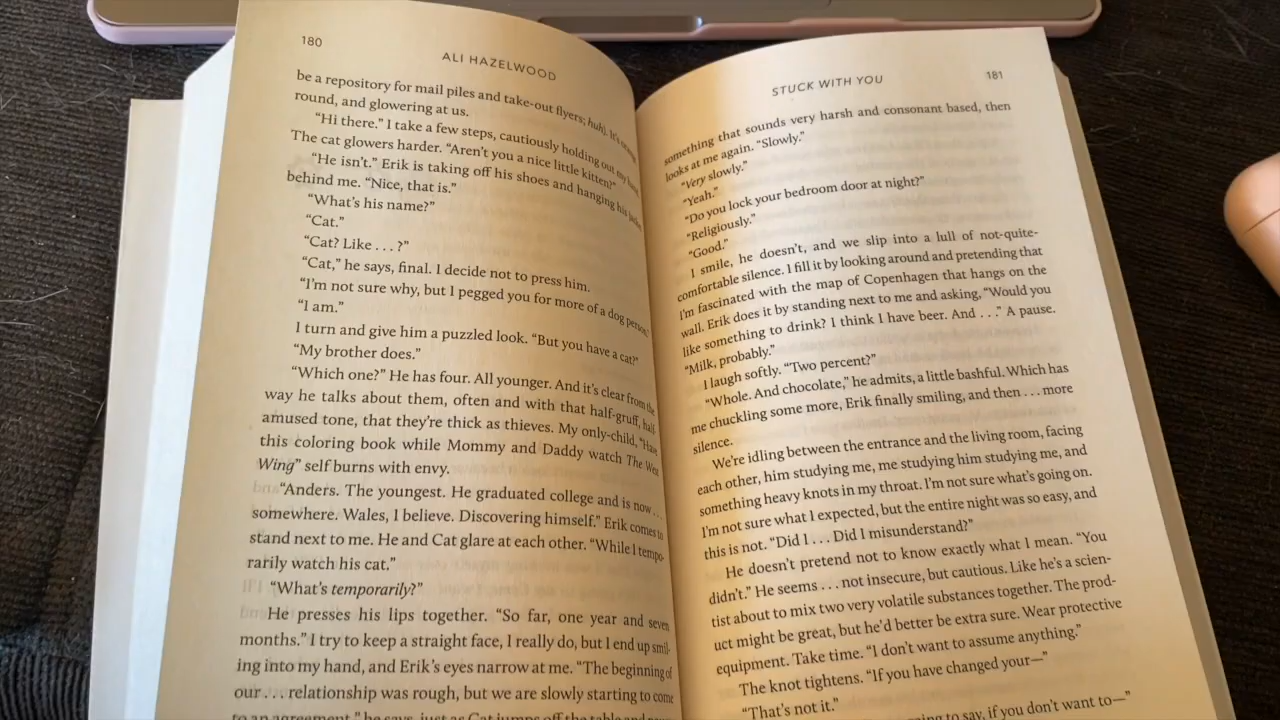 180
ALI HAZELWOOD
be a repository for mail piles and take-out flyers; huh). It's
round, and glowering at us.
“Hi there.” I take a few steps, cautiously holding out my
The cat glowers harder. “Aren’t you a nice little kitten?”
“He isn’t.” Erik is taking off his shoes and hanging his jacket
behind me. “Nice, that is.”
“What’s his name?”
“Cat.”
“Cat? Like . . . ?”
“Cat,” he says, final. I decide not to press him.
“I’m not sure why, but I pegged you for more of a dog person.”
“I am.”
I turn and give him a puzzled look. “But you have a cat?”
“My brother does.”
“Which one?” He has four. All younger. And it’s clear from the
way he talks about them, often and with that half-gruff, half-
amused tone, that they’re thick as thieves. My only-child, “Have
this coloring book while Mommy and Daddy watch The West
Wing” self burns with envy.
“Anders. The youngest. He graduated college and is now . . .
somewhere. Wales, I believe. Discovering himself.” Erik comes to
stand next to me. He and Cat glare at each other. “While I tempo-
rarily watch his cat.”
“What’s temporarily?”
He presses his lips together. “So far, one year and seven
months.” I try to keep a straight face, I really do, but I end up smil-
ing into my hand, and Erik’s eyes narrow at me. “The beginning of
our . . . relationship was rough, but we are slowly starting to come
to an agreement,” he says, just as Cat jumps off the table and
STUCK WITH YOU
181
something that sounds very harsh and consonant based, then
looks at me again. “Slowly.”
“Very slowly.”
“Yeah.”
“Do you lock your bedroom door at night?”
“Religiously.”
“Good.”
I smile, he doesn’t, and we slip into a lull of not-quite-
comfortable silence. I fill it by looking around and pretending that
I’m fascinated with the map of Copenhagen that hangs on the
wall. Erik does it by standing next to me and asking, “Would you
like something to drink? I think I have beer. And . . .” A pause.
“Milk, probably.”
I laugh softly. “Two percent?”
“Whole. And chocolate,” he admits, a little bashful. Which has
me chuckling some more, Erik finally smiling, and then . . . more
silence.
We’re idling between the entrance and the living room, facing
each other, him studying me, me studying him studying me, and
something heavy knots in my throat. I’m not sure what’s going on.
I’m not sure what I expected, but the entire night was so easy, and
this is not. “Did I . . . Did I misunderstand?”
He doesn’t pretend not to know exactly what I mean. “You
didn’t.” He seems . . . not insecure, but cautious. Like he’s a scien-
tist about to mix two very volatile substances together. The prod-
uct might be great, but he’d better be extra sure. Wear protective
equipment. Take time. “I don’t want to assume anything.”
The knot tightens. “If you have changed your—”
“That’s not it.”
going to say, if you don’t want to—”